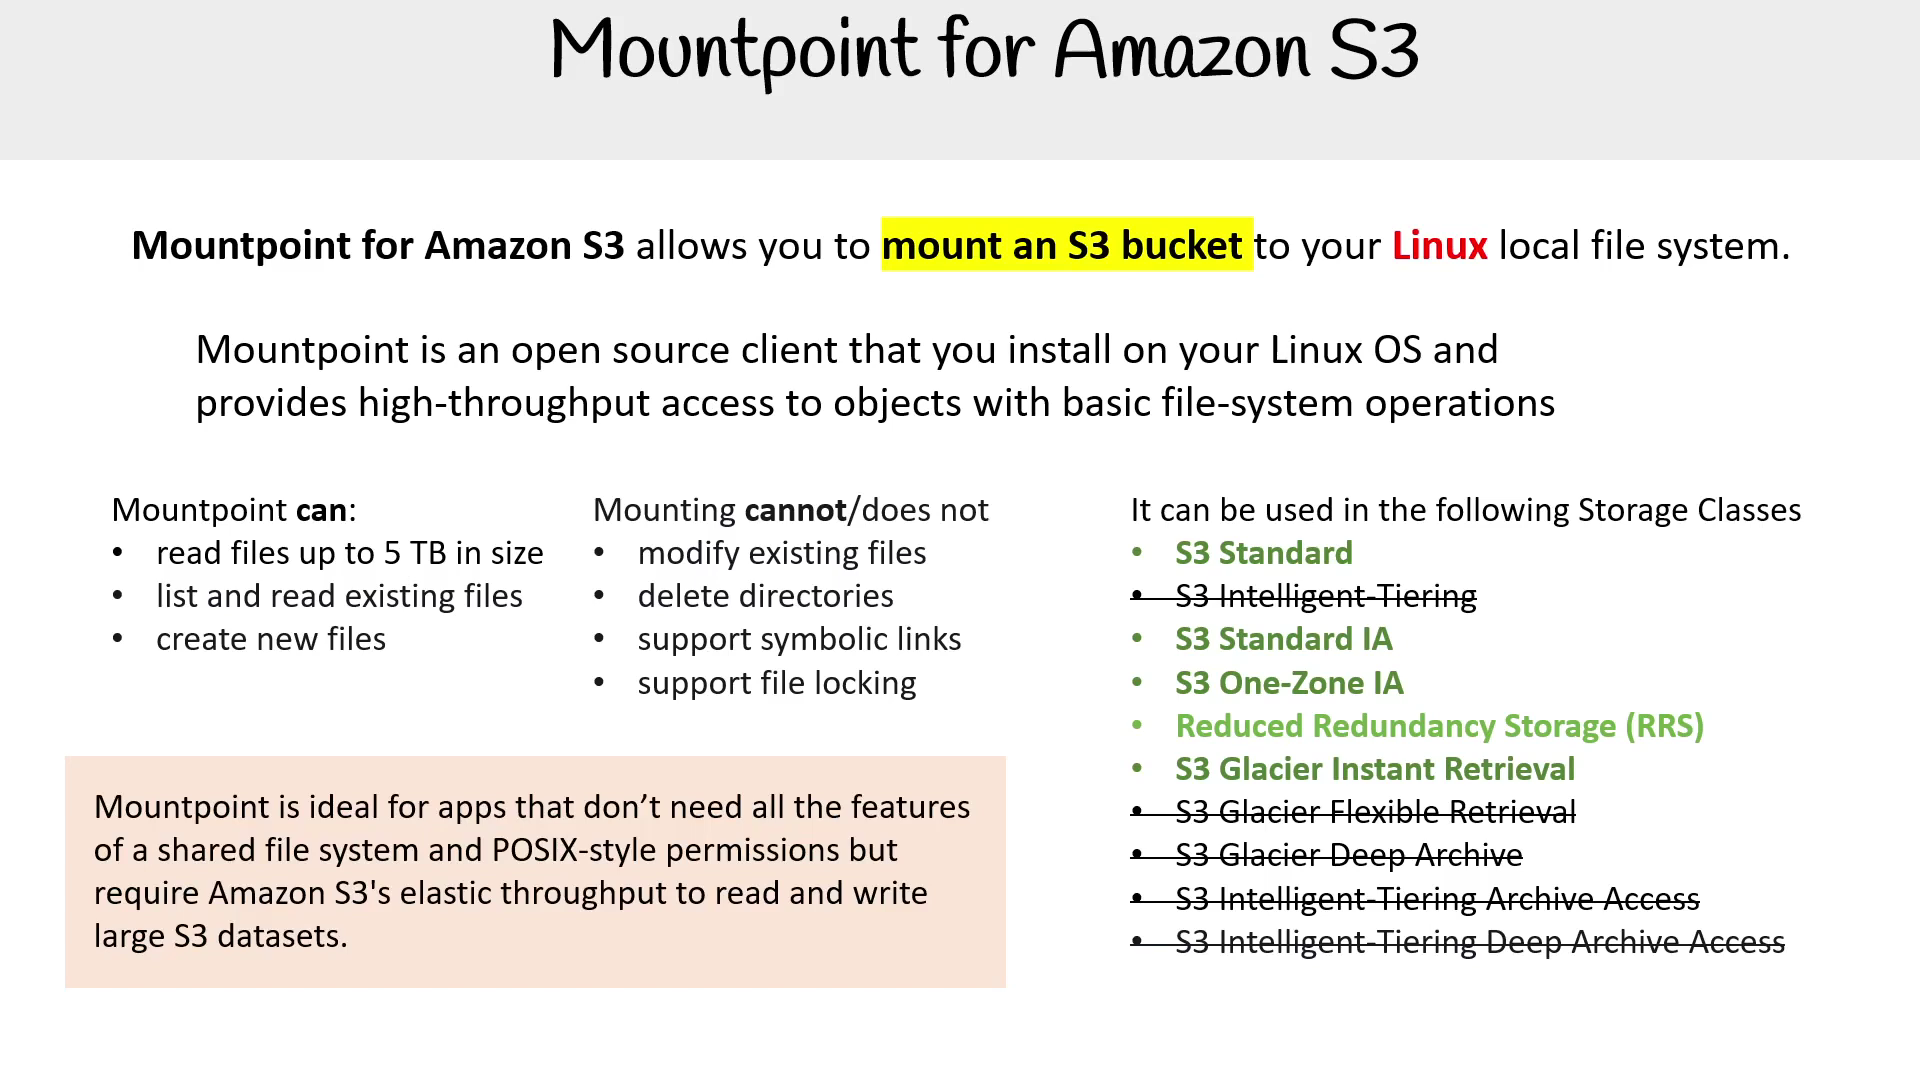 Mountpoint for Amazon S3
Mountpoint for Amazon S3 allows you to mount an S3 bucket to your Linux local file system.
Mountpoint is an open source client that you install on your Linux OS and
provides high-throughput access to objects with basic file-system operations
Mountpoint can:
• read files up to 5 TB in size
• list and read existing files
• create new files
Mounting cannot/does not
• modify existing files
• delete directories
• support symbolic links
• support file locking
Mountpoint is ideal for apps that don’t need all the features
of a shared file system and POSIX-style permissions but
require Amazon S3's elastic throughput to read and write
large S3 datasets.
It can be used in the following Storage Classes
• S3 Standard
• S3 Intelligent-Tiering
• S3 Standard IA
• S3 One-Zone IA
• Reduced Redundancy Storage (RRS)
• S3 Glacier Instant Retrieval
• S3 Glacier Flexible Retrieval
• S3 Glacier Deep Archive
• S3 Intelligent-Tiering Archive Access
• S3 Intelligent-Tiering Deep Archive Access